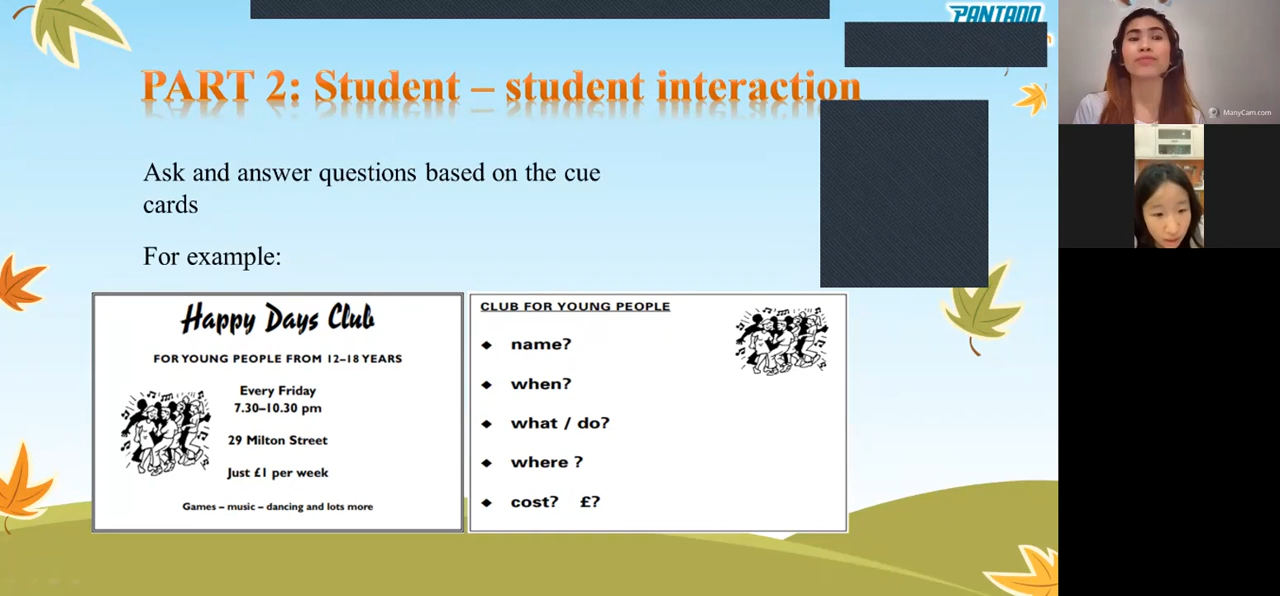 PANTADO
PART 2: Student – student interaction
Ask and answer questions based on the cue
cards
For example:
Happy Days Club
FOR YOUNG PEOPLE FROM 12–18 YEARS
Every Friday
7.30–10.30 pm
29 Milton Street
Just £1 per week
Games – music – dancing and lots more
CLUB FOR YOUNG PEOPLE
◆ name?
◆ when?
◆ what / do?
◆ where ?
◆ cost? £?
ManyCam.com